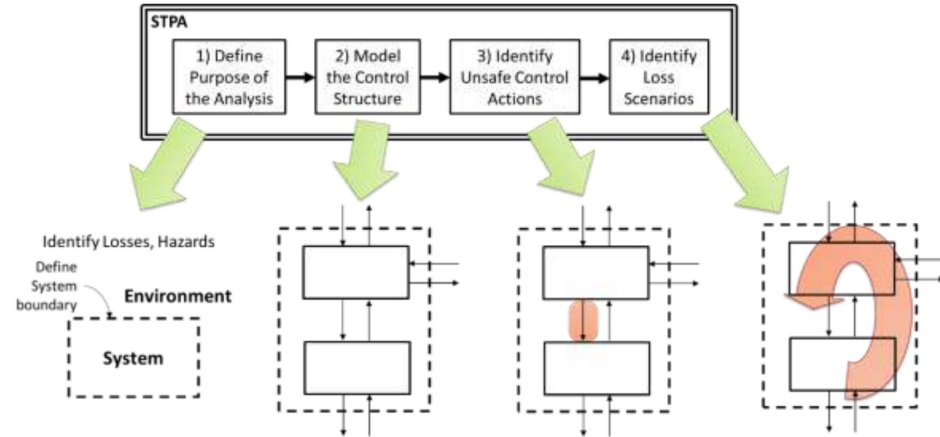 STPA
1) Define
Purpose of
the Analysis
2) Model
the Control
Structure
3) Identify
Unsafe Control
Actions
4) Identify
Loss
Scenarios
Identify Losses, Hazards
Define
System
boundary
Environment
System